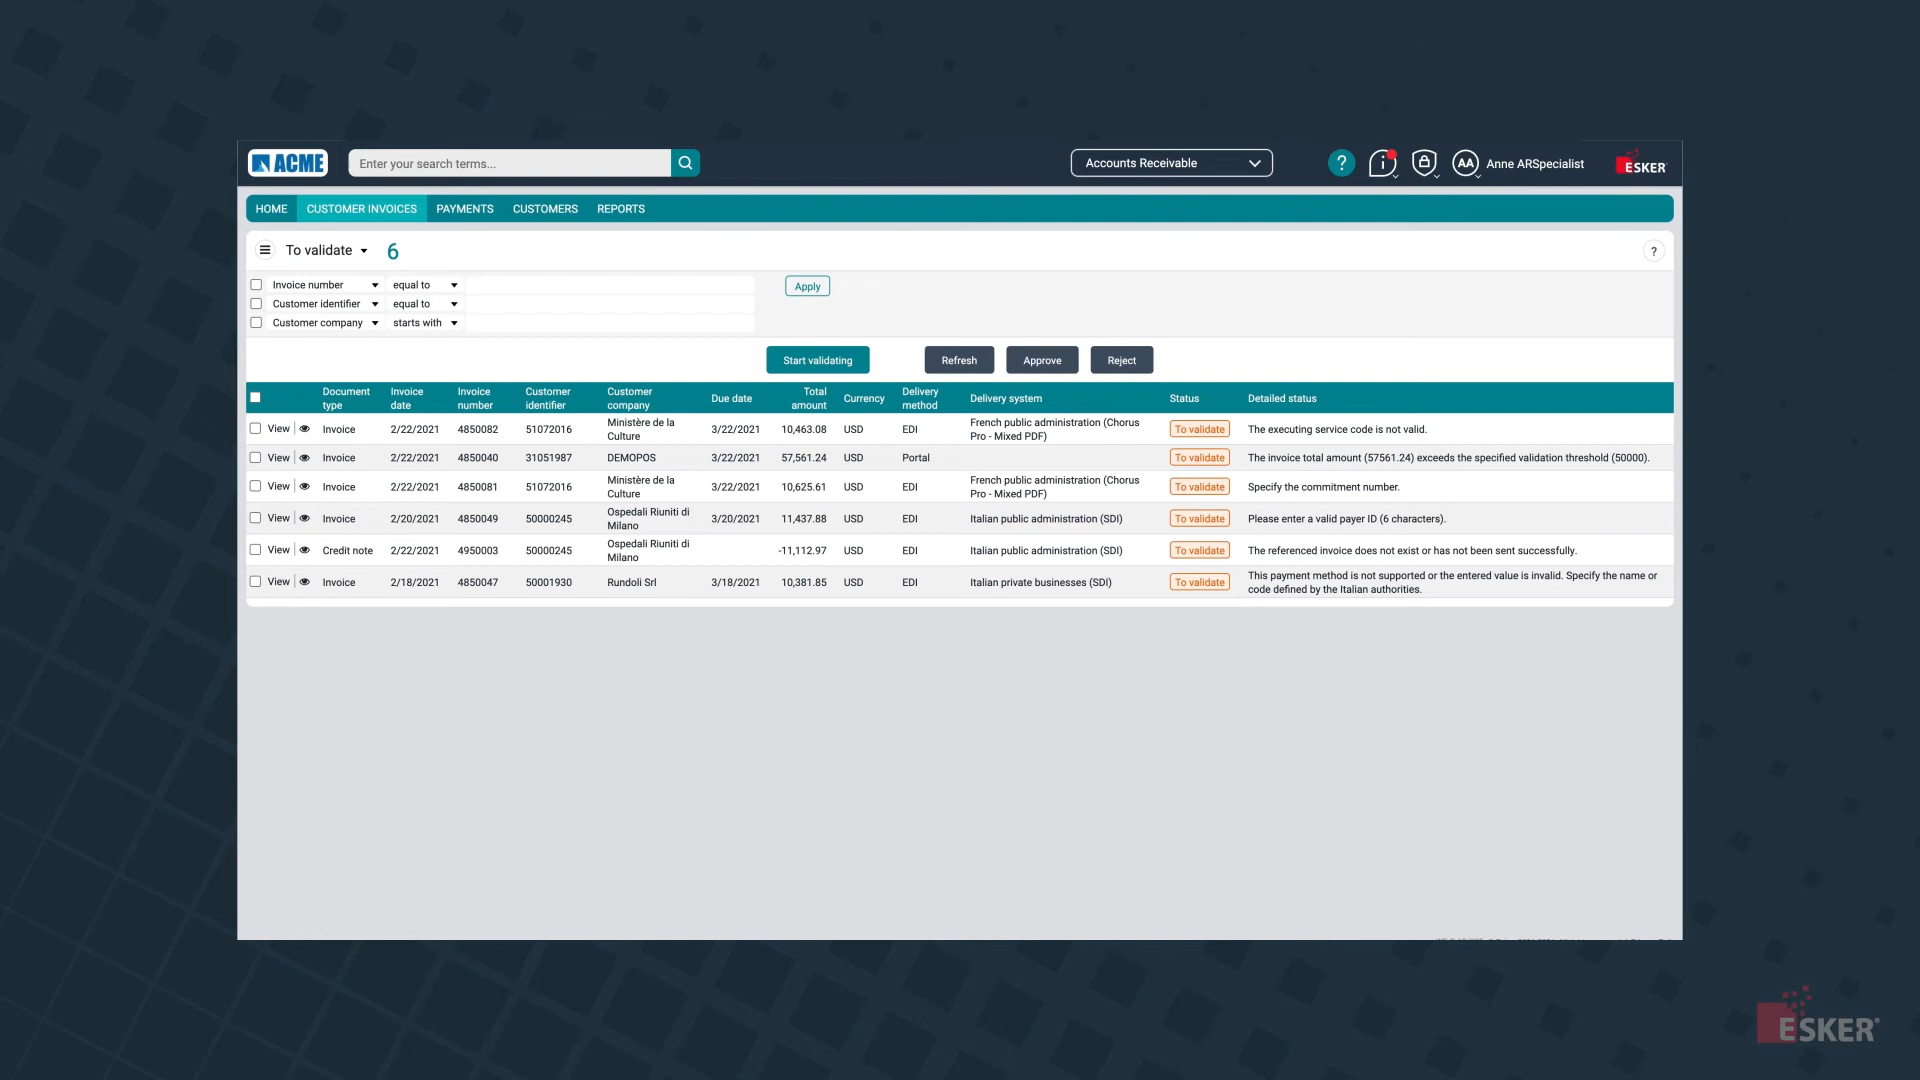 ACME
Enter your search terms...
Accounts Receivable
?
i
AA
Anne ARSpecialist
ESKER
HOME CUSTOMER INVOICES PAYMENTS CUSTOMERS REPORTS
To validate 6 ?
Invoice number equal to
Apply
Customer identifier equal to
Customer company starts with
Start validating Refresh Approve Reject
Document type Invoice date Invoice number Customer identifier Customer company Due date Total amount Currency Delivery method Delivery system Status Detailed status
View Invoice 2/22/2021 4850082 51072016 Ministère de la Culture 3/22/2021 10,463.08 USD EDI French public administration (Chorus Pro - Mixed PDF) To validate The executing service code is not valid.
View Invoice 2/22/2021 4850040 31051987 DEMOPOS 3/22/2021 57,561.24 USD Portal To validate The invoice total amount (57561.24) exceeds the specified validation threshold (50000).
View Invoice 2/22/2021 4850081 51072016 Ministère de la Culture 3/22/2021 10,625.61 USD EDI French public administration (Chorus Pro - Mixed PDF) To validate Specify the commitment number.
View Invoice 2/20/2021 4850049 50000245 Ospedali Riuniti di Milano 3/20/2021 11,437.88 USD EDI Italian public administration (SDI) To validate Please enter a valid payer ID (6 characters).
View Credit note 2/22/2021 4950003 50000245 Ospedali Riuniti di Milano -11,112.97 USD EDI Italian public administration (SDI) To validate The referenced invoice does not exist or has not been sent successfully.
View Invoice 2/18/2021 4850047 50001930 Rundoli Srl 3/18/2021 10,381.85 USD EDI Italian private businesses (SDI) To validate This payment method is not supported or the entered value is invalid. Specify the name or code defined by the Italian authorities.
ESKER